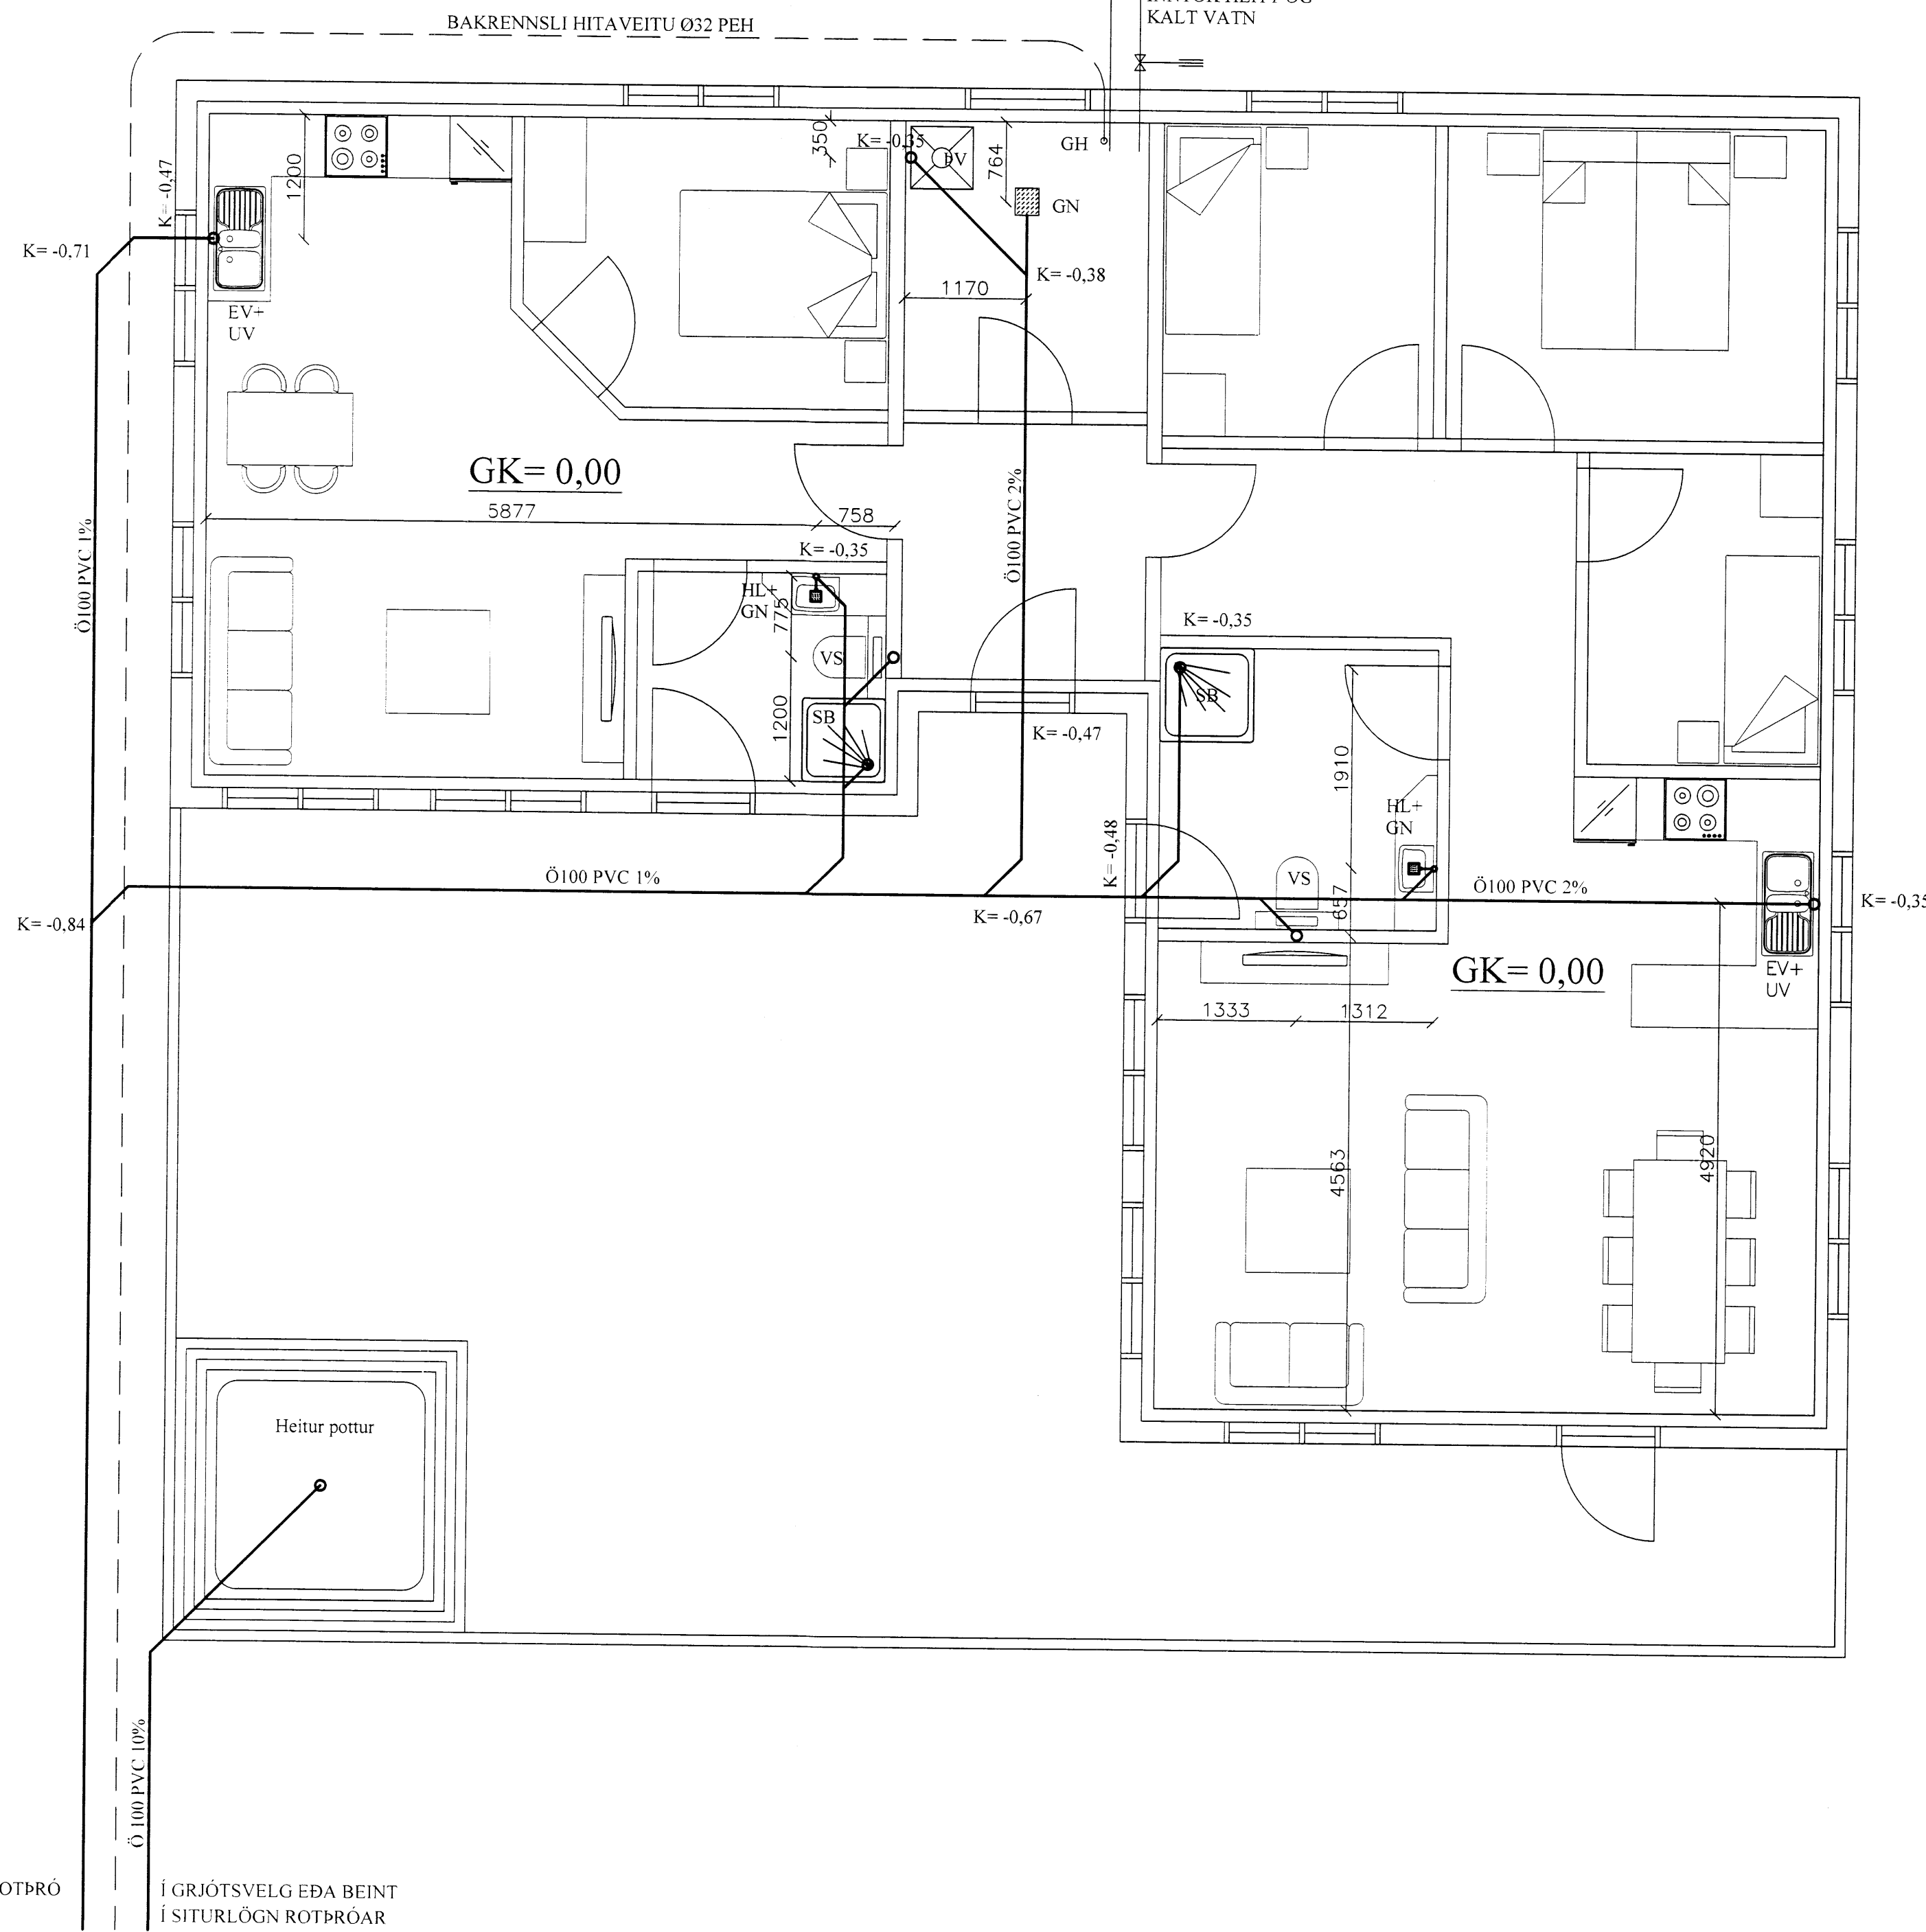 BAKRENNSLI HITAVEITU Ø32 PEH
KALT VATN
K= -0,47
1200
350
K= -0,35
ÞV
764
GH
GN
K= -0,71
K= -0,38
1170
EV+
UV
GK= 0,00
Ö100 PVC 2%
5877
758
K= -0,35
Ö100 PVC 1%
HL+
GN
775
K= -0,35
VS
SB
SB
1200
K= -0,47
1910
HL+
GN
K= -0,48
Ö100 PVC 1%
VS
Ö100 PVC 2%
657
K= -0,84
K= -0,67
K= -0,35
GK= 0,00
EV+
UV
1333
1312
4563
4920
Heitur pottur
Ö 100 PVC 10%
Í GRJÓTSVELG EÐA BEINT
Í SITURLÖGN ROTÞRÓAR